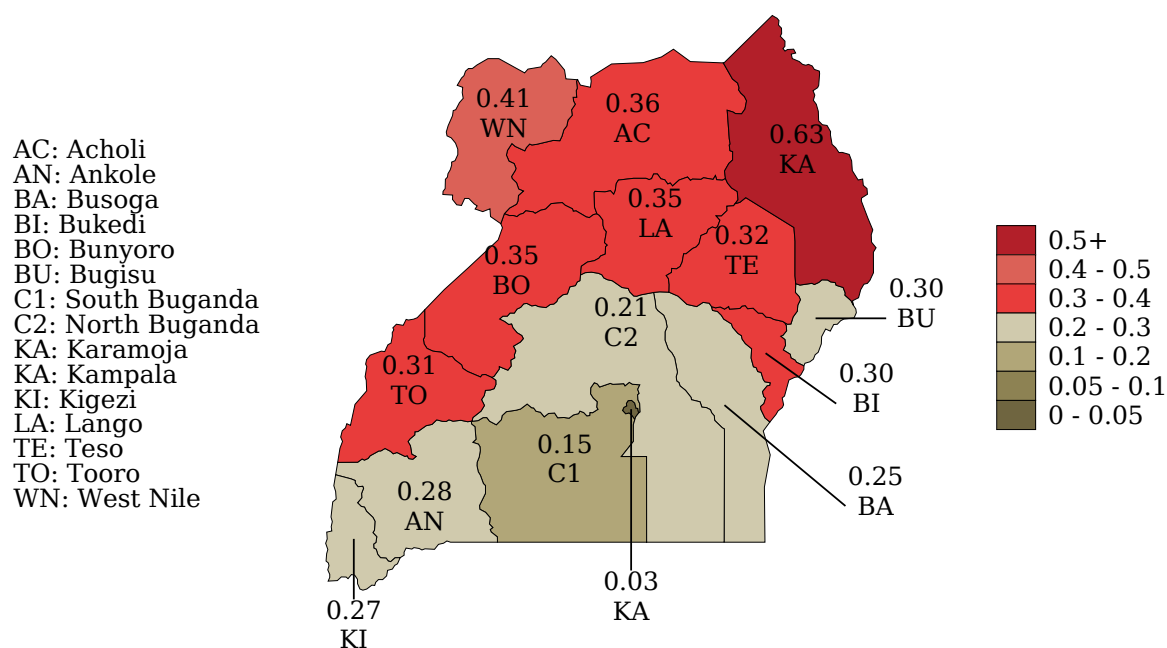 AC: Acholi
AN: Ankole
BA: Busoga
BI: Bukedi
BO: Bunyoro
BU: Bugisu
C1: South Buganda
C2: North Buganda
KA: Karamoja
KA: Kampala
KI: Kigezi
LA: Lango
TE: Teso
TO: Tooro
WN: West Nile
0.41
WN
0.36
AC
0.63
KA
0.35
LA
0.32
TE
0.35
BO
0.30
BU
0.21
C2
0.31
TO
0.30
BI
0.15
C1
0.25
BA
0.28
AN
0.03
KA
0.27
KI
0.5+
0.4 - 0.5
0.3 - 0.4
0.2 - 0.3
0.1 - 0.2
0.05 - 0.1
0 - 0.05